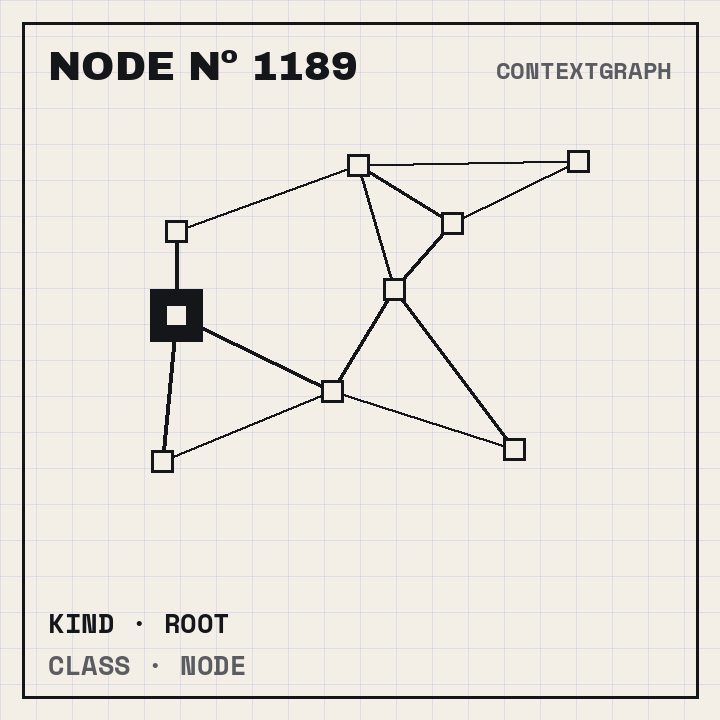 NODE Nº 1189
CONTEXTGRAPH
KIND · ROOT
CLASS · NODE